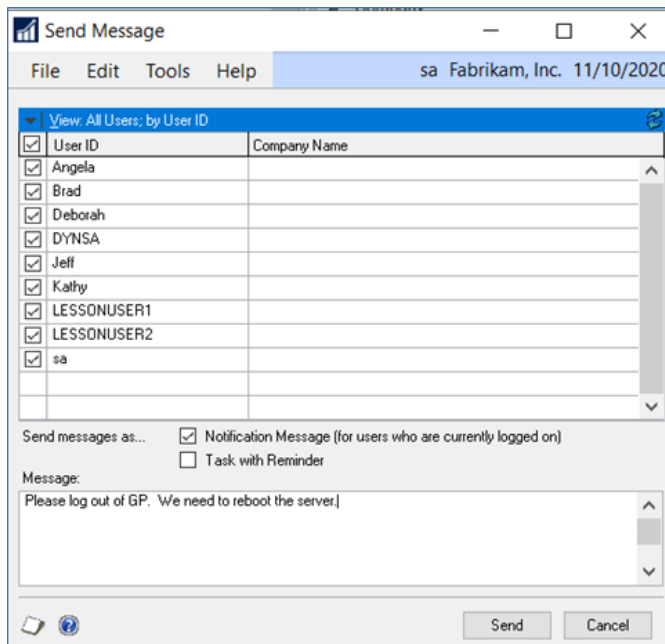 Send Message
File Edit Tools Help sa Fabrikam, Inc. 11/10/2020
View: All Users; by User ID
User ID Company Name
Angela
Brad
Deborah
DYNSA
Jeff
Kathy
LESSONUSER1
LESSONUSER2
sa
Send messages as... Notification Message (for users who are currently logged on)
Task with Reminder
Message:
Please log out of GP.  We need to reboot the server.
Send Cancel